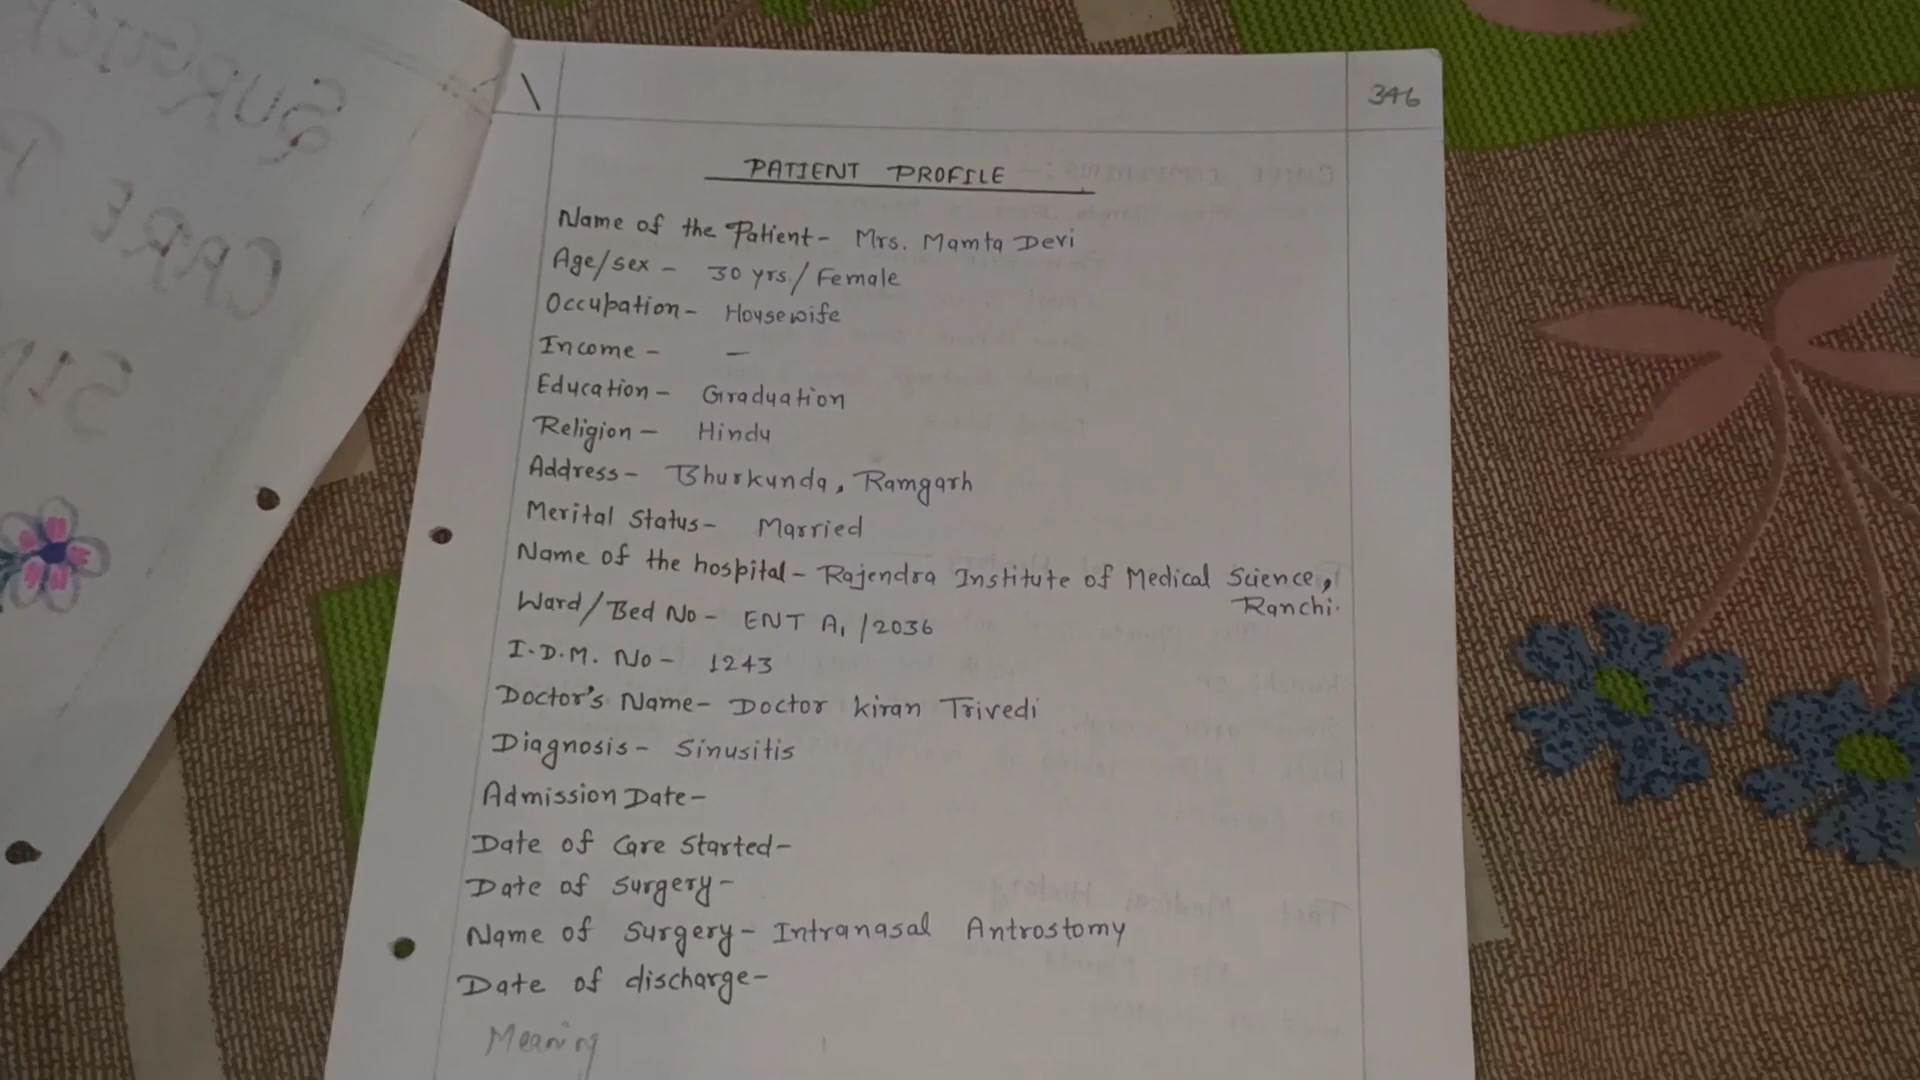 346
PATIENT PROFILE
Name of the Patient- Mrs. Mamta Devi
Age/sex - 30 yrs./Female
Occupation- Housewife
Income - -
Education- Graduation
Religion- Hindu
Address- Bhurkunda, Ramgarh
Merital Status- Married
Name of the hospital- Rajendra Institute of Medical Science,
Ranchi.
Ward/Bed No- ENT A1/2036
I.D.M. No- 1243
Doctor's Name- Doctor Kiran Trivedi
Diagnosis- Sinusitis
Admission Date-
Date of Care Started-
Date of Surgery-
Name of Surgery- Intranasal Antrostomy
Date of discharge-
Meaning